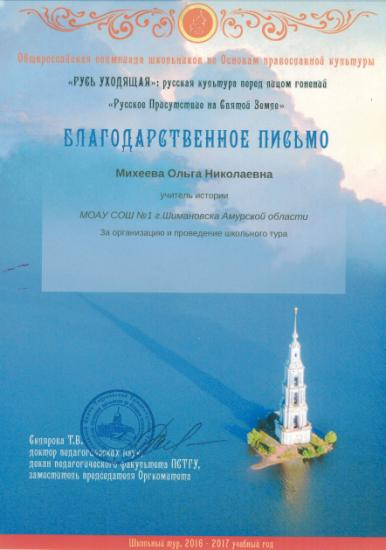 Общероссийская олимпиада школьников по Основам православной культуры
«РУСЬ УХОДЯЩАЯ»: русская культура перед лицом гонений
«Русское Присутствие на Святой Земле»
БЛАГОДАРСТВЕННОЕ ПИСЬМО
Михеева Ольга Николаевна
учитель истории
МОАУ СОШ №1 г.Шимановска Амурской области
За организацию и проведение школьного тура
Склярова Т.В.
доктор педагогических наук,
декан педагогического факультета ПСТГУ,
заместитель председателя Оргкомитета
Школьный тур, 2016 - 2017 учебный год